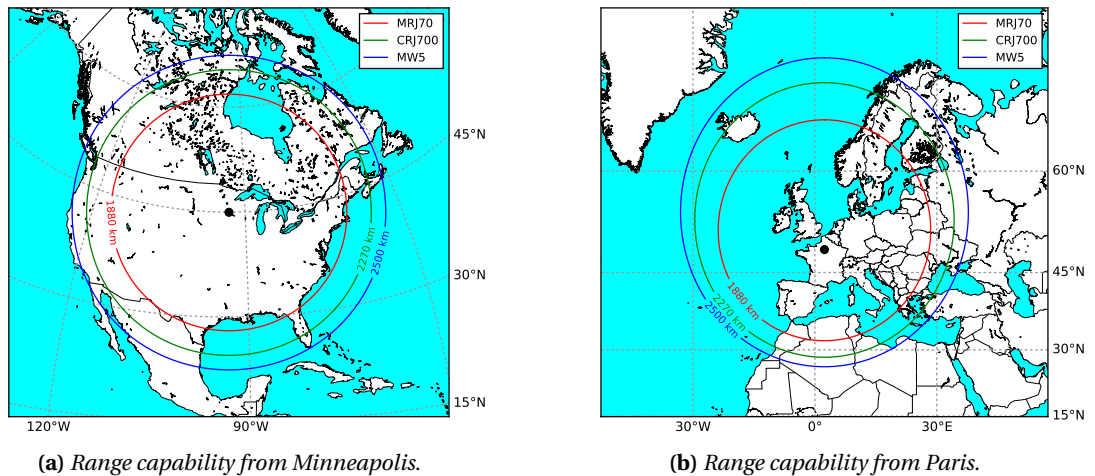 MRJ70
CRJ700
MW5
45°N
30°N
15°N
120°W
90°W
1880 km
2270 km
2500 km
(a) Range capability from Minneapolis.
MRJ70
CRJ700
MW5
60°N
45°N
30°N
15°N
30°W
0°
30°E
1880 km
2270 km
2500 km
(b) Range capability from Paris.